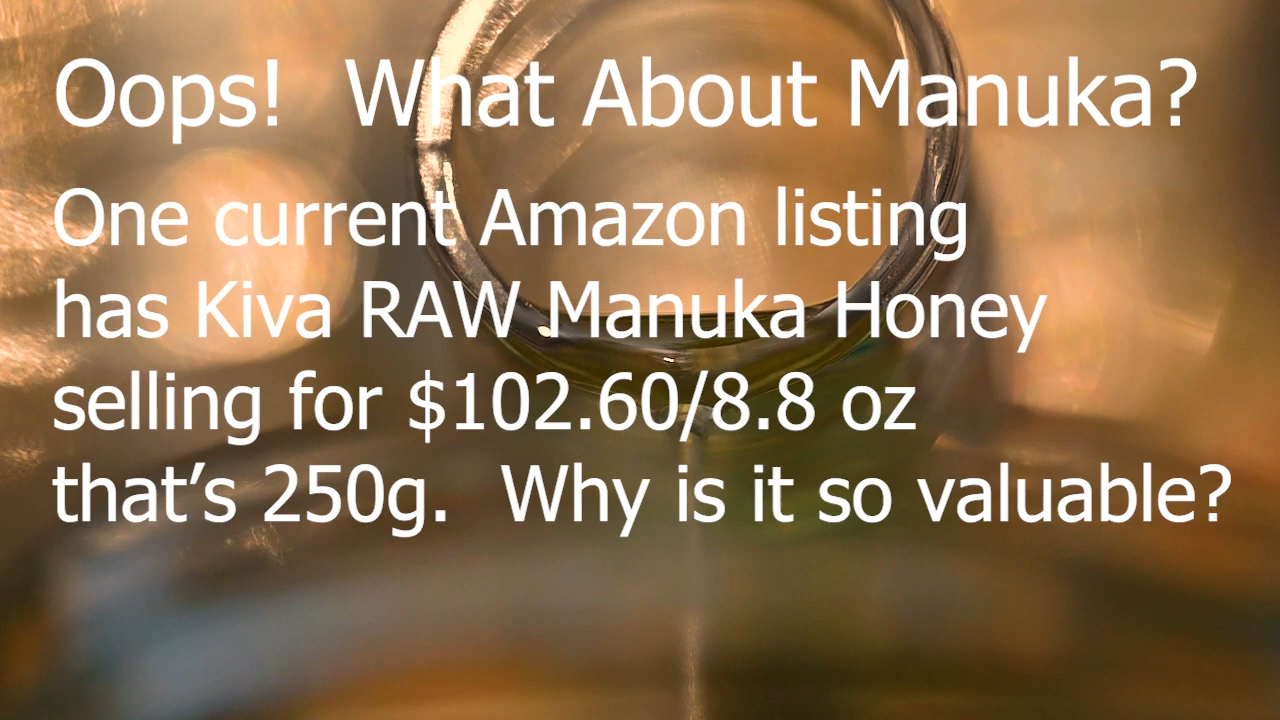 Oops!  What About Manuka?
One current Amazon listing
has Kiva RAW Manuka Honey
selling for $102.60/8.8 oz
that’s 250g.  Why is it so valuable?